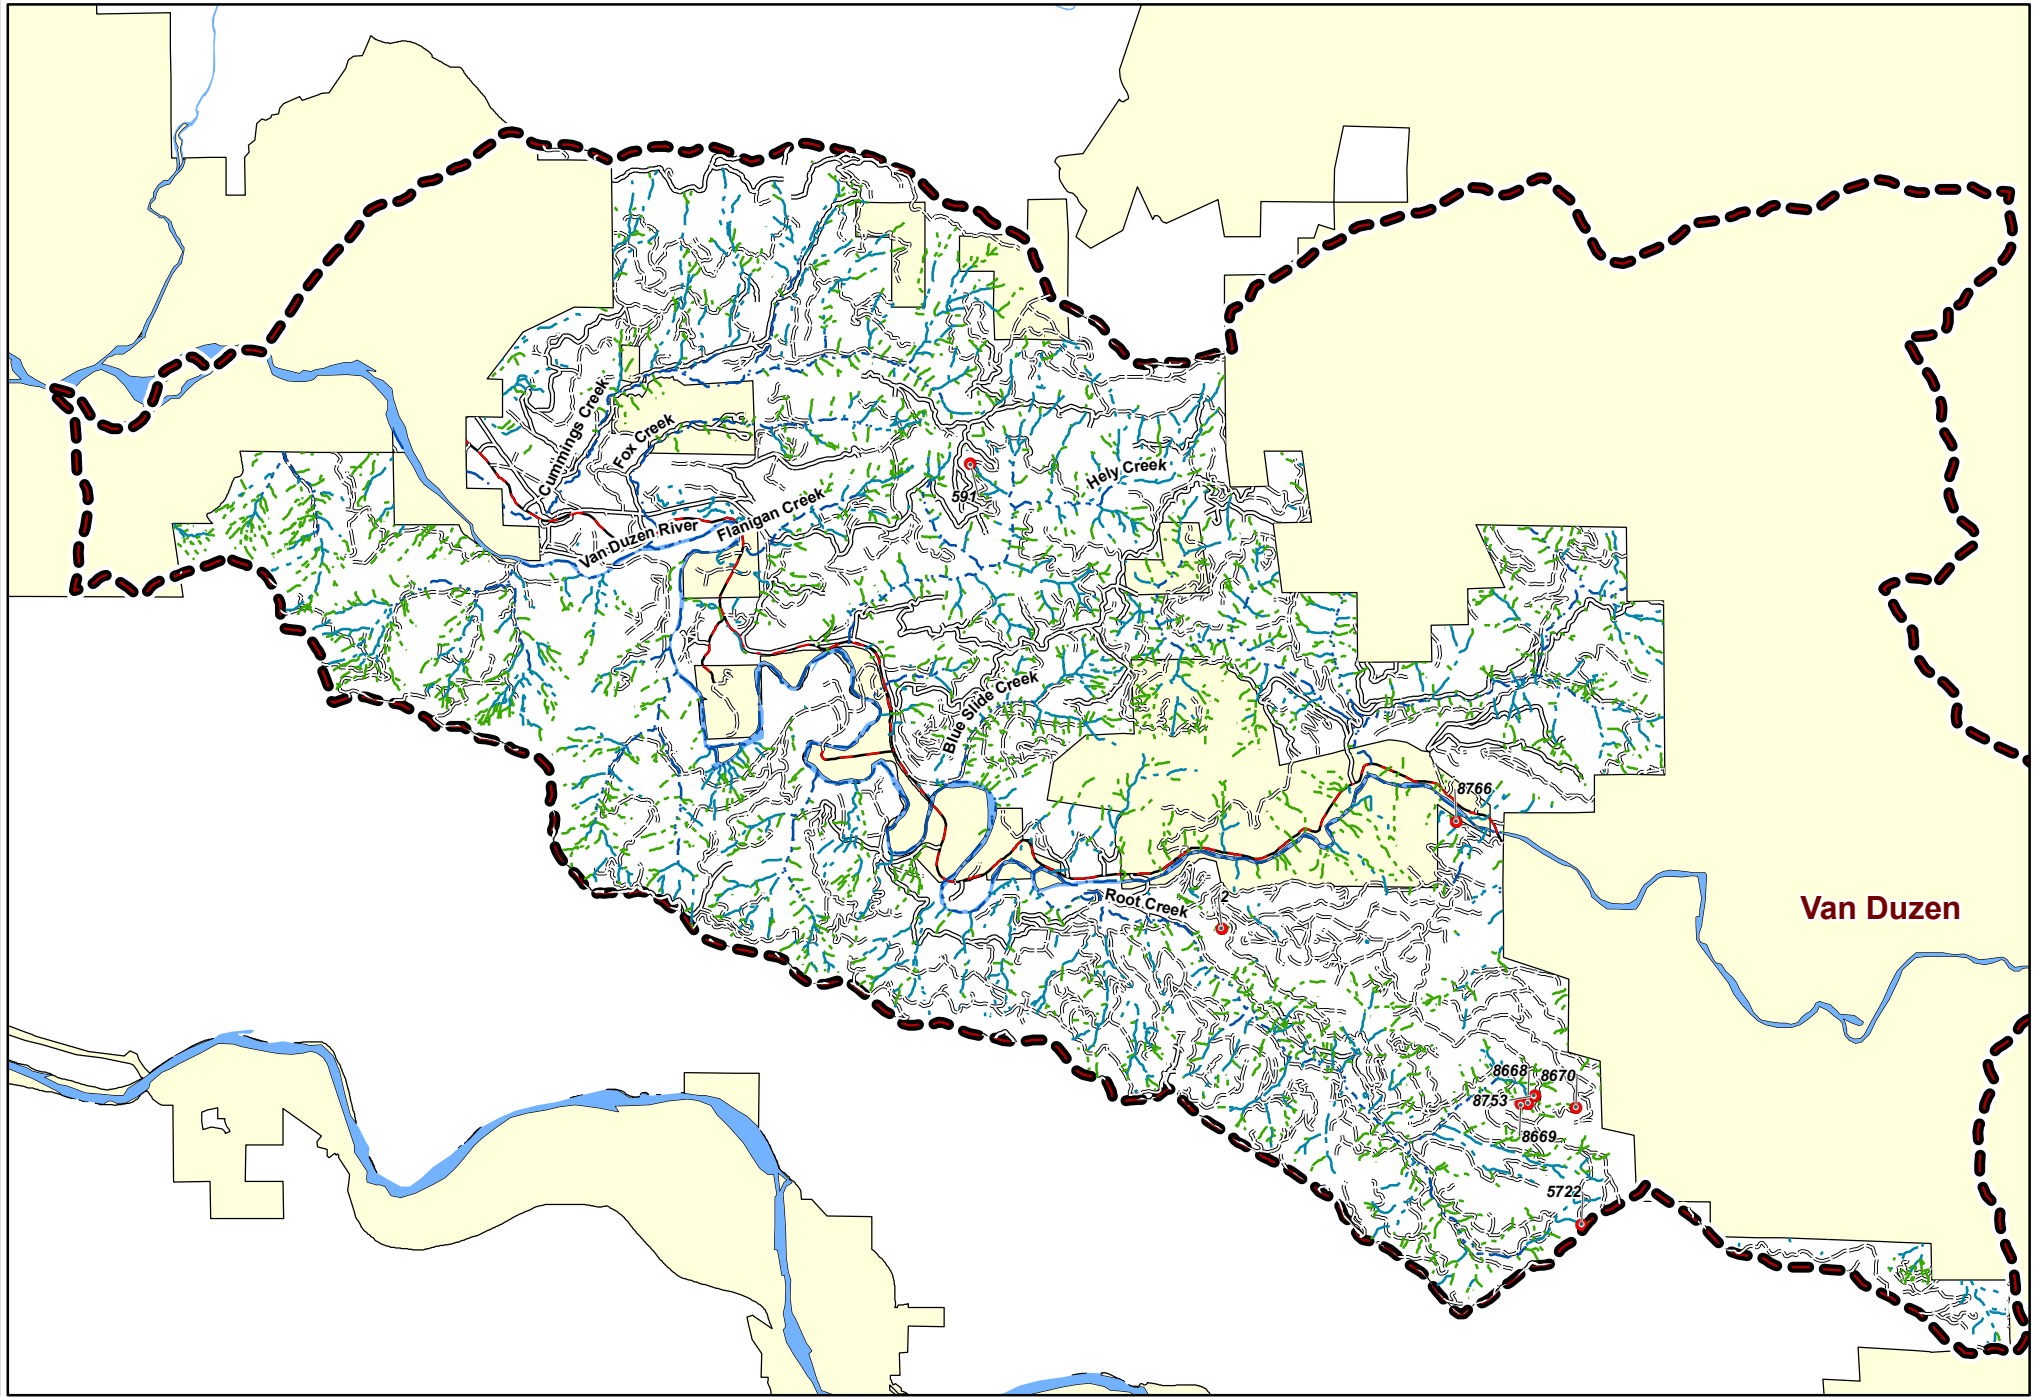 Cummings Creek
Fox Creek
Hely Creek
591
Flanigan Creek
Van Duzen River
Blue Slide Creek
8766
Root Creek
2
Van Duzen
8668
8670
8753
8669
5722